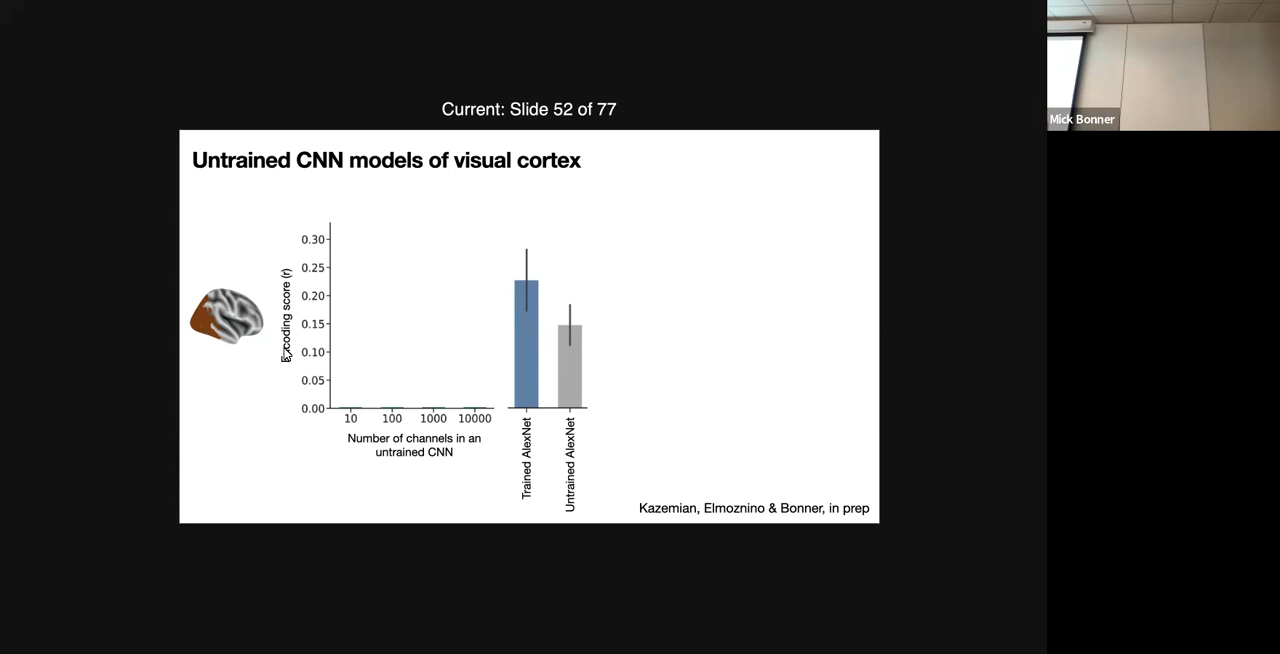 Current: Slide 52 of 77
Mick Bonner
Untrained CNN models of visual cortex
0.30
0.25
0.20
0.15
0.10
0.05
0.00
coding score (r)
10 100 1000 10000
Number of channels in an
untrained CNN
Trained AlexNet
Untrained AlexNet
Kazemian, Elmoznino & Bonner, in prep